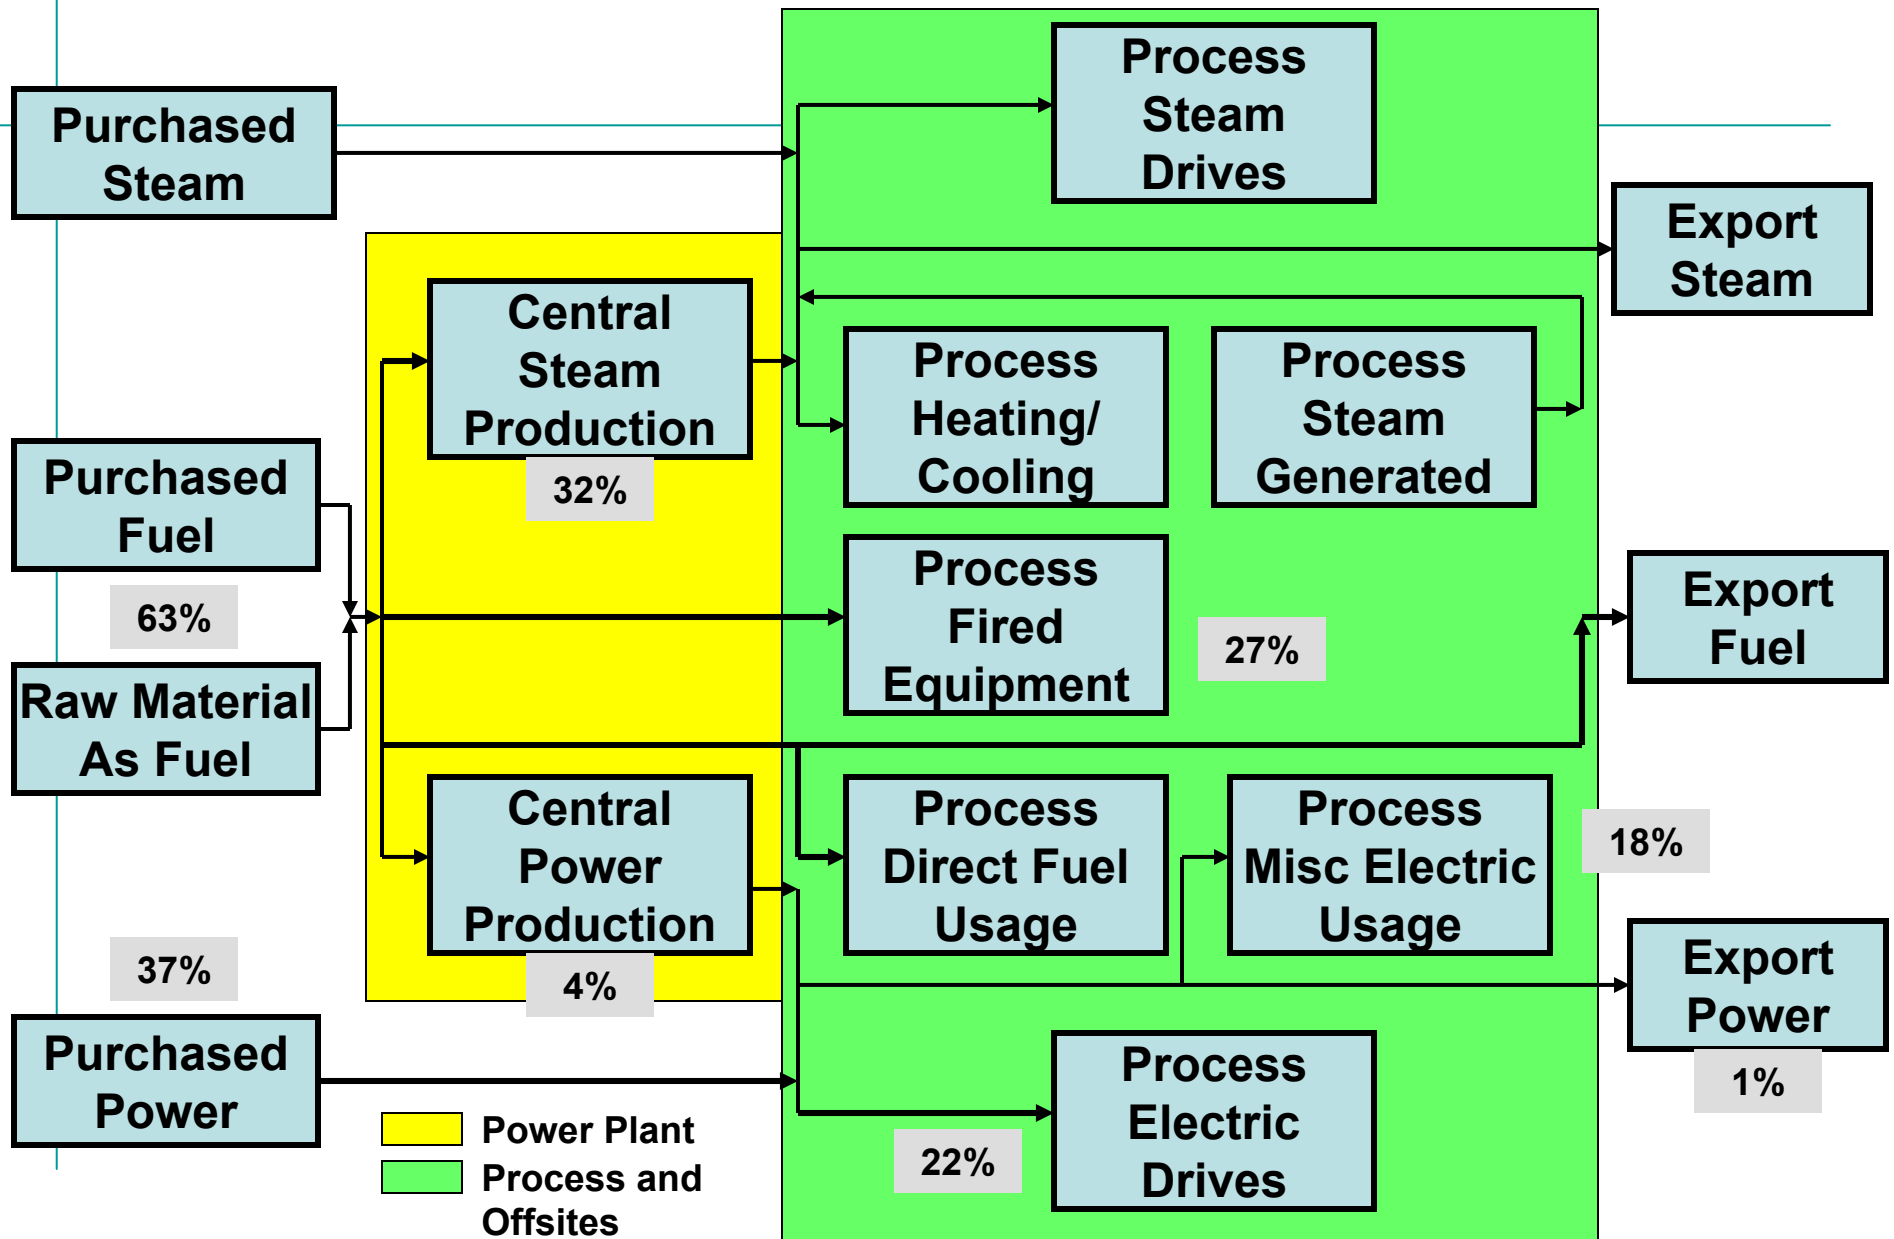 Process
Steam
Drives
Purchased
Steam
Export
Steam
Central
Steam
Production
32%
Process
Heating/
Cooling
Process
Steam
Generated
Purchased
Fuel
63%
Raw Material
As Fuel
Process
Fired
Equipment
27%
Export
Fuel
Central
Power
Production
4%
Process
Direct Fuel
Usage
Process
Misc Electric
Usage
18%
37%
Purchased
Power
Export
Power
1%
Process
Electric
Drives
22%
Power Plant
Process and
Offsites